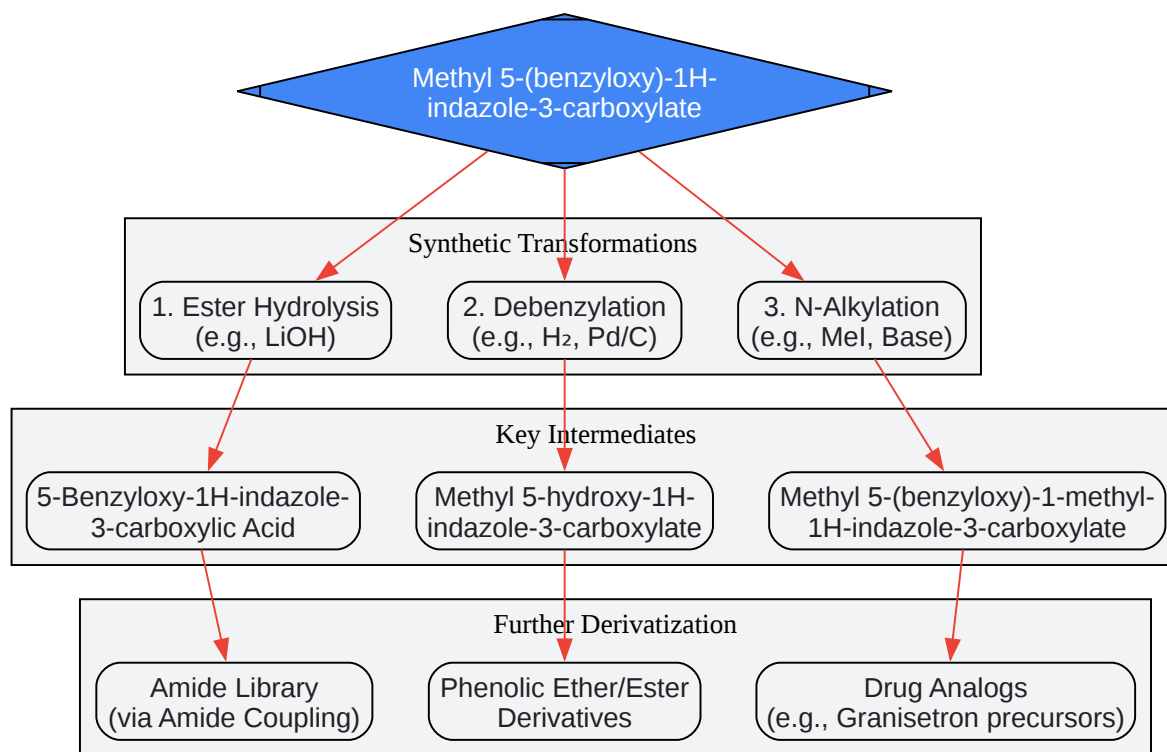 Methyl 5-(benzyloxy)-1H-
indazole-3-carboxylate
Synthetic Transformations
1. Ester Hydrolysis
(e.g., LiOH)
2. Debenzylation
(e.g., H₂, Pd/C)
3. N-Alkylation
(e.g., MeI, Base)
Key Intermediates
5-Benzyloxy-1H-indazole-
3-carboxylic Acid
Methyl 5-hydroxy-1H-
indazole-3-carboxylate
Methyl 5-(benzyloxy)-1-methyl-
1H-indazole-3-carboxylate
Further Derivatization
Amide Library
(via Amide Coupling)
Phenolic Ether/Ester
Derivatives
Drug Analogs
(e.g., Granisetron precursors)